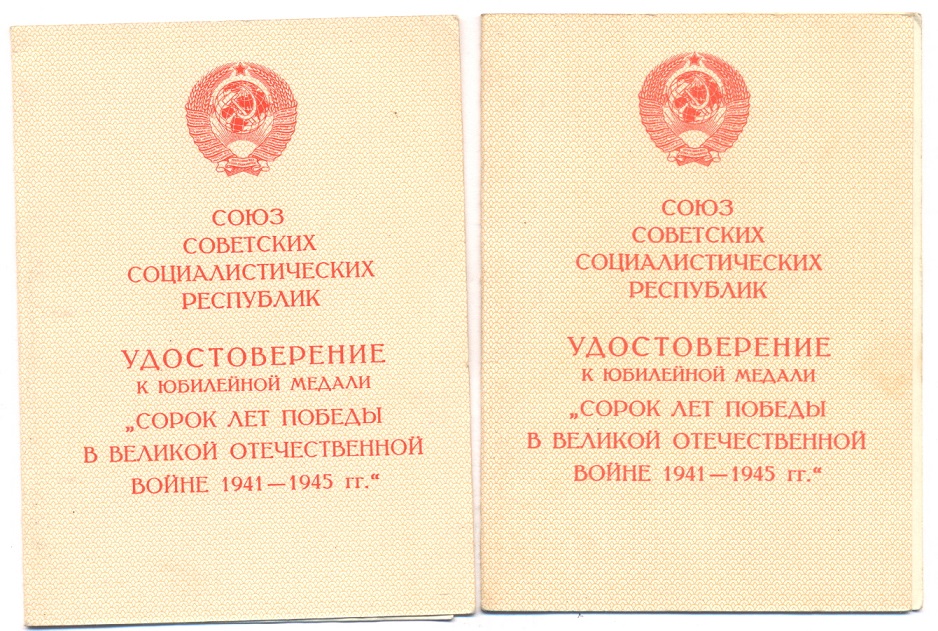 СОЮЗ
СОВЕТСКИХ
СОЦИАЛИСТИЧЕСКИХ
РЕСПУБЛИК
УДОСТОВЕРЕНИЕ
К ЮБИЛЕЙНОЙ МЕДАЛИ
„СОРОК ЛЕТ ПОБЕДЫ
В ВЕЛИКОЙ ОТЕЧЕСТВЕННОЙ
ВОЙНЕ 1941—1945 гг.“
СОЮЗ
СОВЕТСКИХ
СОЦИАЛИСТИЧЕСКИХ
РЕСПУБЛИК
УДОСТОВЕРЕНИЕ
К ЮБИЛЕЙНОЙ МЕДАЛИ
„СОРОК ЛЕТ ПОБЕДЫ
В ВЕЛИКОЙ ОТЕЧЕСТВЕННОЙ
ВОЙНЕ 1941—1945 гг.“